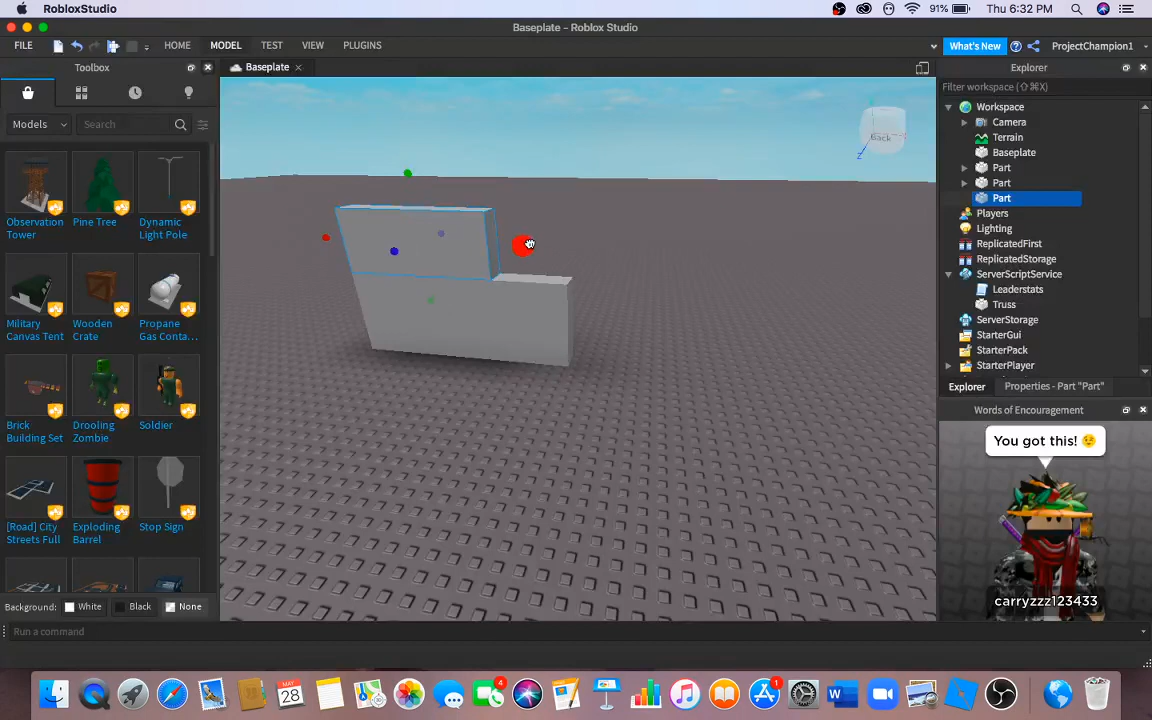 RobloxStudio
91%
Thu 6:32 PM
Baseplate - Roblox Studio
FILE
HOME
MODEL
TEST
VIEW
PLUGINS
What's New
ProjectChampion1
Toolbox
Baseplate
Explorer
Filter workspace (⇧⌘X)
Models
Search
Observation
Tower
Pine Tree
Dynamic
Light Pole
Military
Canvas Tent
Wooden
Crate
Propane
Gas Conta...
Brick
Building Set
Drooling
Zombie
Soldier
[Road] City
Streets Full
Exploding
Barrel
Stop Sign
Background:
White
Black
None
Run a command
Back
Z
Workspace
Camera
Terrain
Baseplate
Part
Part
Part
Players
Lighting
ReplicatedFirst
ReplicatedStorage
ServerScriptService
Leaderstats
Truss
ServerStorage
StarterGui
StarterPack
StarterPlayer
Explorer
Properties - Part "Part"
Words of Encouragement
You got this! 😉
carryzzz123433
MAY
28
4
1